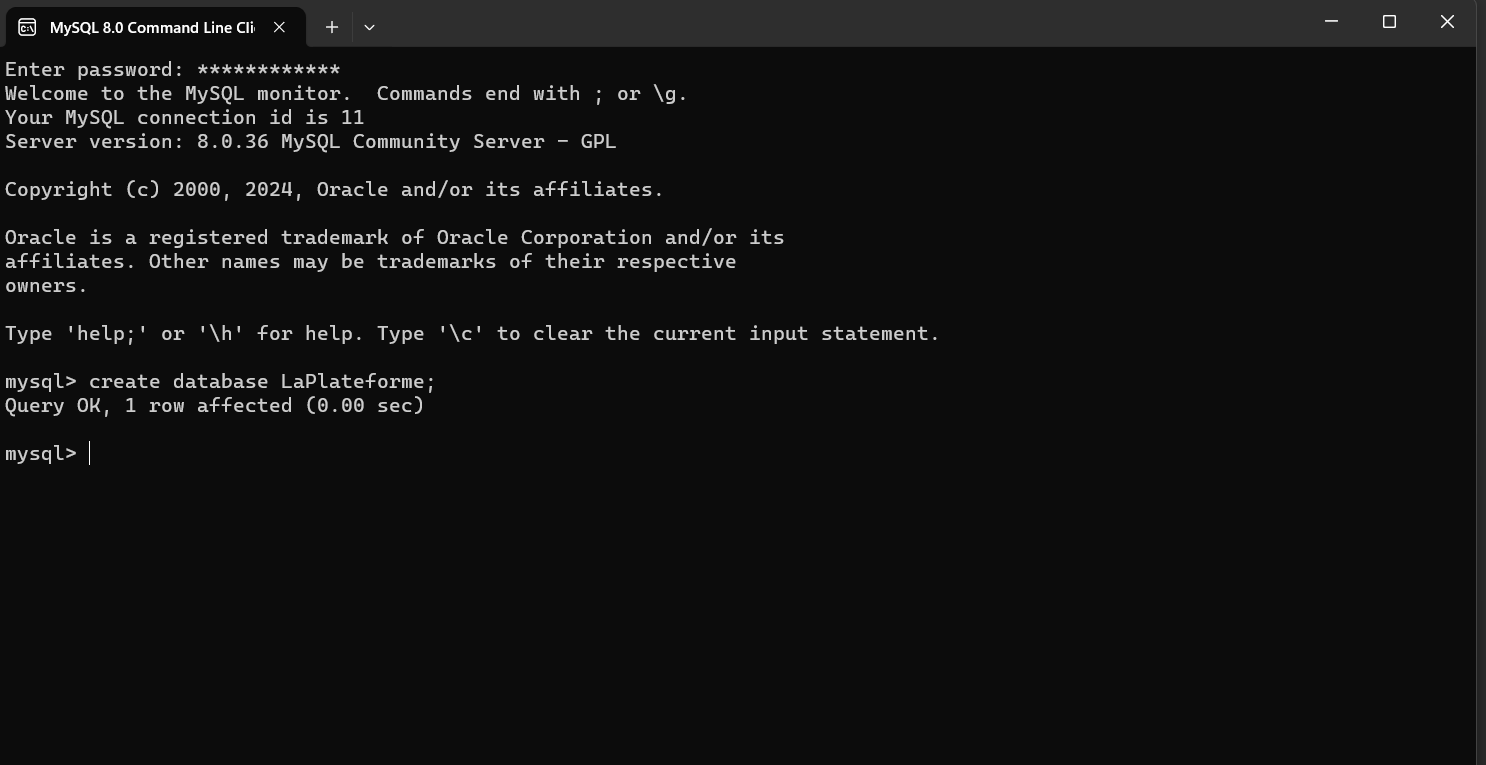 MySQL 8.0 Command Line Cli
Enter password: ************
Welcome to the MySQL monitor.  Commands end with ; or \g.
Your MySQL connection id is 11
Server version: 8.0.36 MySQL Community Server - GPL
Copyright (c) 2000, 2024, Oracle and/or its affiliates.
Oracle is a registered trademark of Oracle Corporation and/or its
affiliates. Other names may be trademarks of their respective
owners.
Type 'help;' or '\h' for help. Type '\c' to clear the current input statement.
mysql> create database LaPlateforme;
Query OK, 1 row affected (0.00 sec)
mysql>